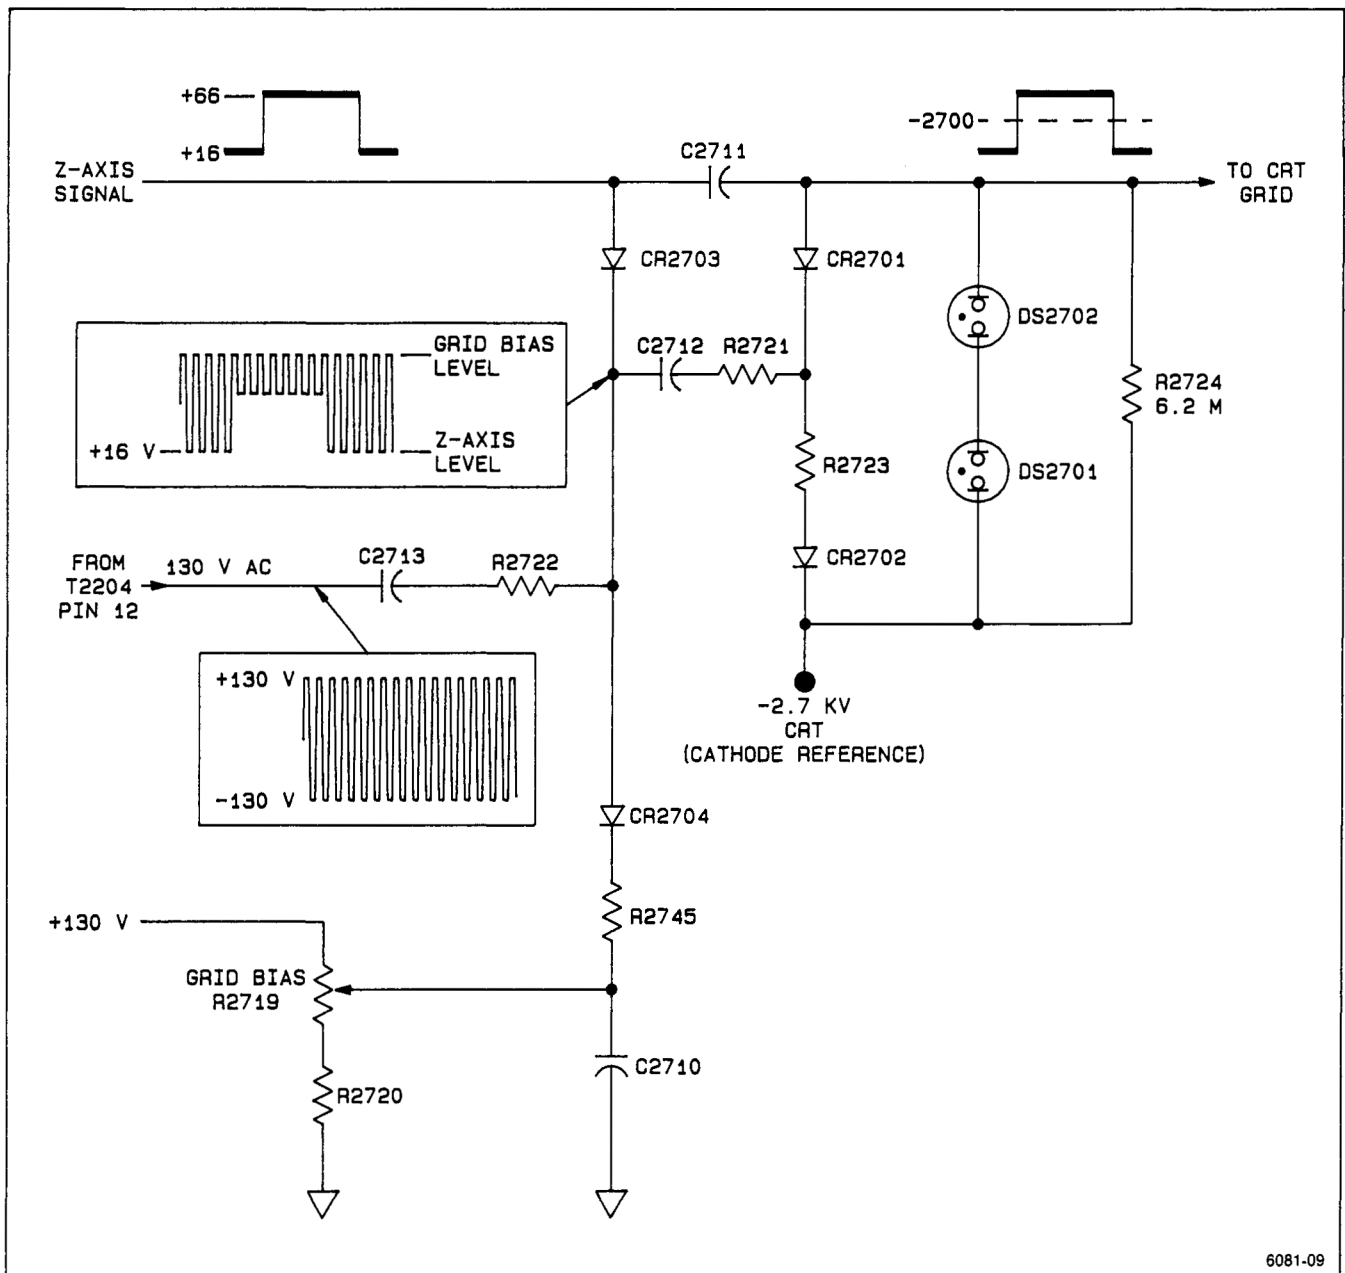 +66
+16
Z-AXIS
SIGNAL
C2711
-2700
TO CRT
GRID
CR2703
CR2701
DS2702
GRID BIAS
LEVEL
+16 V
Z-AXIS
LEVEL
C2712
R2721
R2724
6.2 M
R2723
DS2701
FROM
T2204
PIN 12
130 V AC
C2713
R2722
CR2702
+130 V
-130 V
-2.7 KV
CRT
(CATHODE REFERENCE)
CR2704
R2745
+130 V
GRID BIAS
R2719
C2710
R2720
6081-09